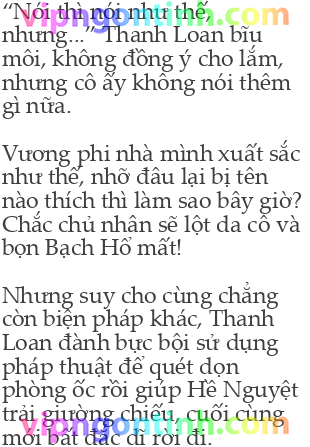 “Nói thì nói như thế,
vipngontinh.com
nhưng...” Thanh Loan bĩu
môi, không đồng ý cho lắm,
nhưng cô ấy không nói thêm
gì nữa.
Vương phi nhà mình xuất sắc
như thế, nhỡ đâu lại bị tên
nào thích thì làm sao bây giờ?
Chắc chủ nhân sẽ lột da cô và
bọn Bạch Hổ mất!
Nhưng suy cho cùng chẳng
còn biện pháp khác, Thanh
Loan đành bực bội sử dụng
pháp thuật để quét dọn
phòng ốc rồi giúp Hề Nguyệt
trải giường chiếu, cuối cùng
vipngontinh.com
mới bất đắc dĩ rời đi.